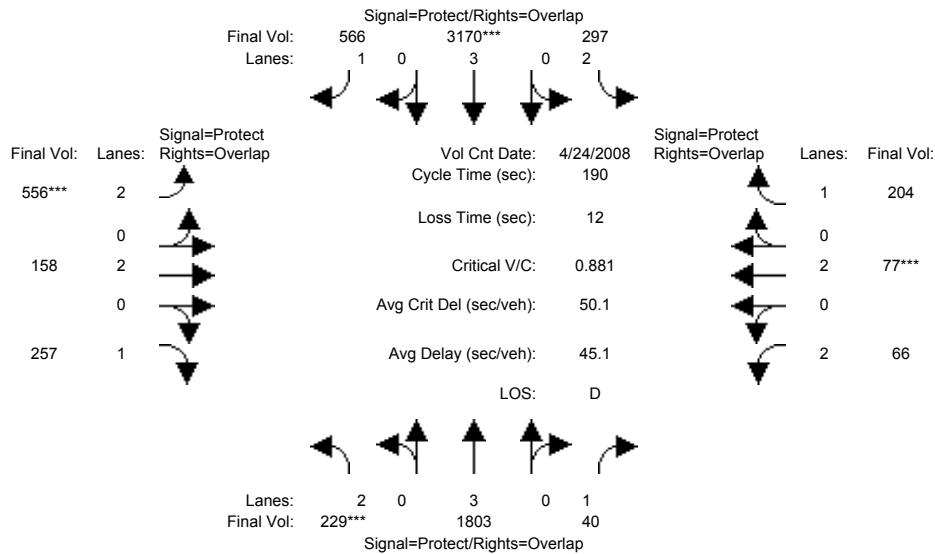 Signal=Protect/Rights=Overlap
Final Vol: 566 3170*** 297
Lanes: 1 0 3 0 2
Signal=Protect
Final Vol: Lanes: Rights=Overlap
Vol Cnt Date: 4/24/2008
Signal=Protect
Rights=Overlap Lanes: Final Vol:
Cycle Time (sec): 190
556*** 2
1 204
Loss Time (sec): 12
0
0
158 2
Critical V/C: 0.881
2 77***
0
Avg Crit Del (sec/veh): 50.1
0
257 1
Avg Delay (sec/veh): 45.1
2 66
LOS: D
Lanes: 2 0 3 0 1
Final Vol: 229*** 1803 40
Signal=Protect/Rights=Overlap